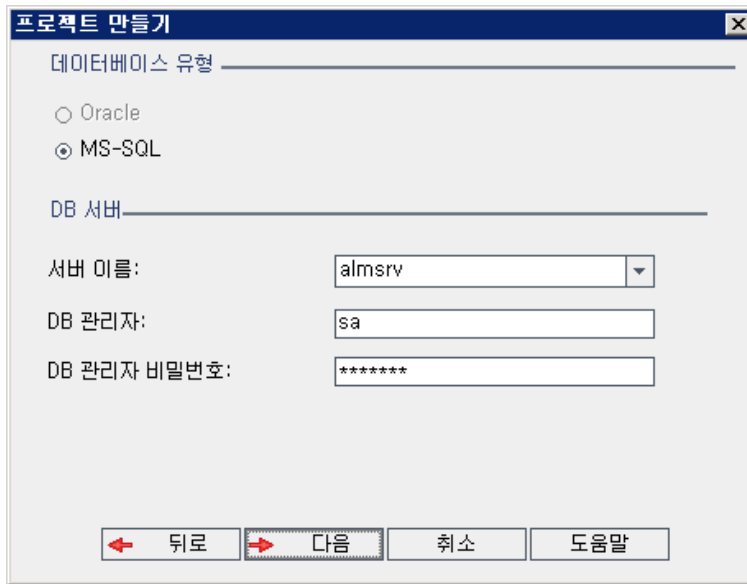 프로젝트 만들기
데이터베이스 유형
Oracle
MS-SQL
DB 서버
서버 이름: almsrv
DB 관리자: sa
DB 관리자 비밀번호: *******
뒤로 다음 취소 도움말